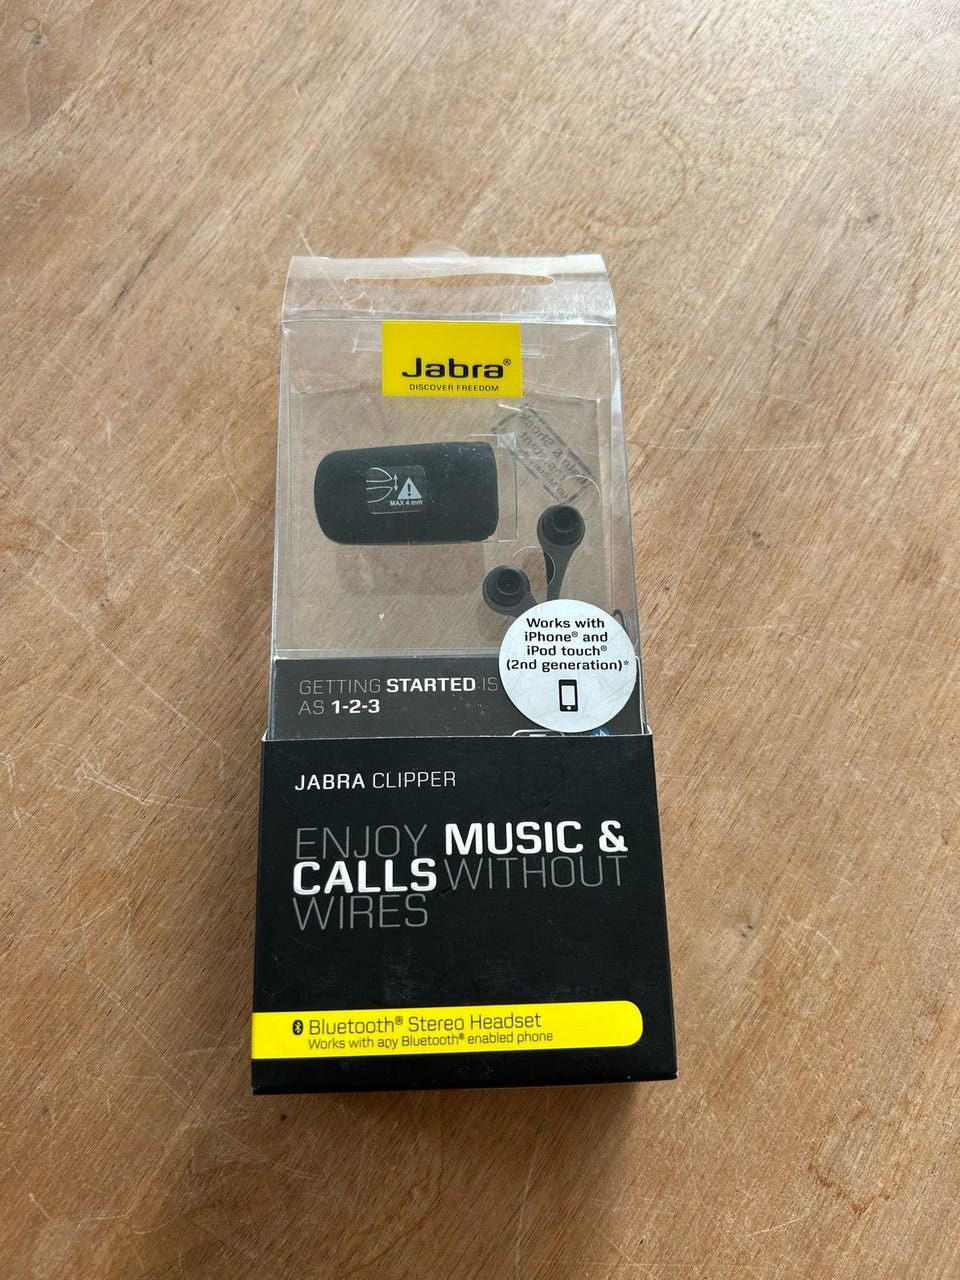 Jabra®
DISCOVER FREEDOM
MAX 4 mm
Works with
iPhone® and
iPod touch®
(2nd generation)*
GETTING STARTED IS
AS 1-2-3
JABRA CLIPPER
ENJOY MUSIC &
CALLS WITHOUT
WIRES
Bluetooth® Stereo Headset
Works with any Bluetooth® enabled phone